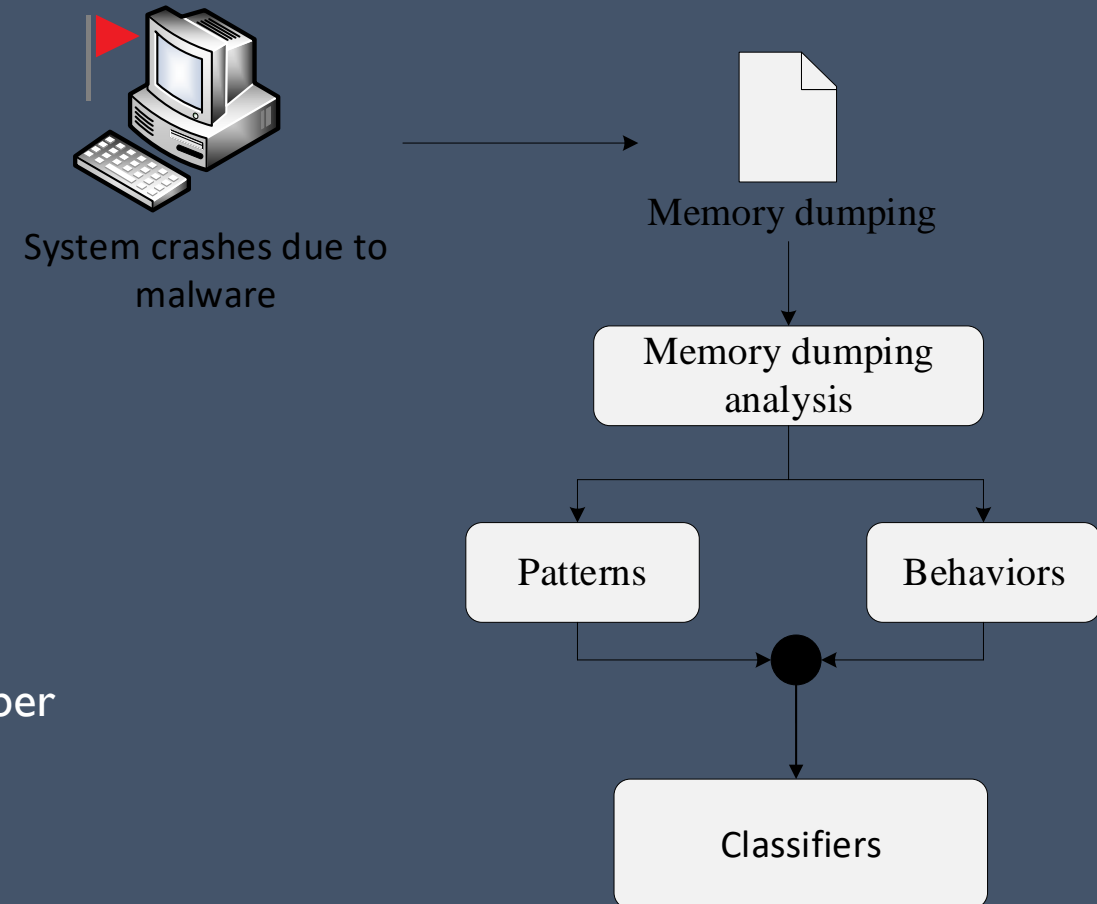 System crashes due to
malware
Memory dumping
Memory dumping
analysis
Patterns
Behaviors
Classifiers